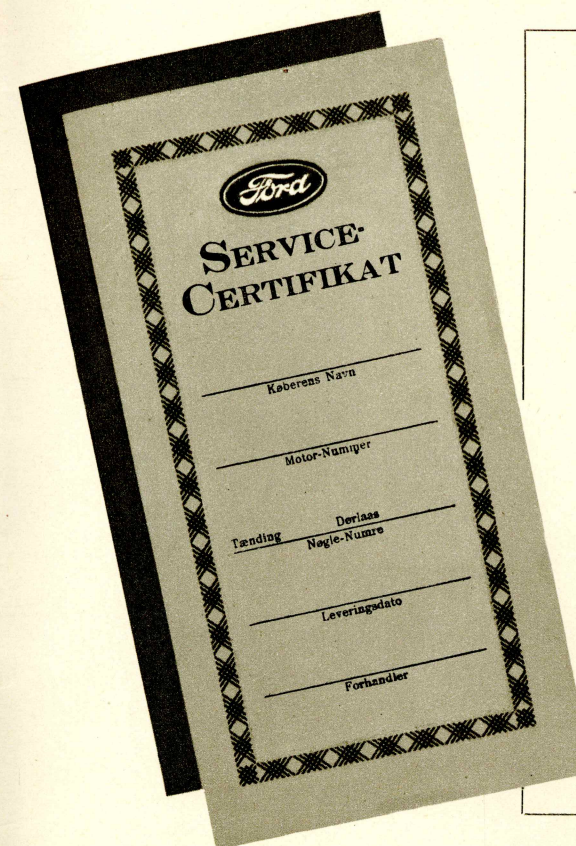 Ford
SERVICE-
CERTIFIKAT
Køberens Navn
Motor-Nummer
Tænding Dørlaas
Nøgle-Numre
Leveringsdato
Forhandler